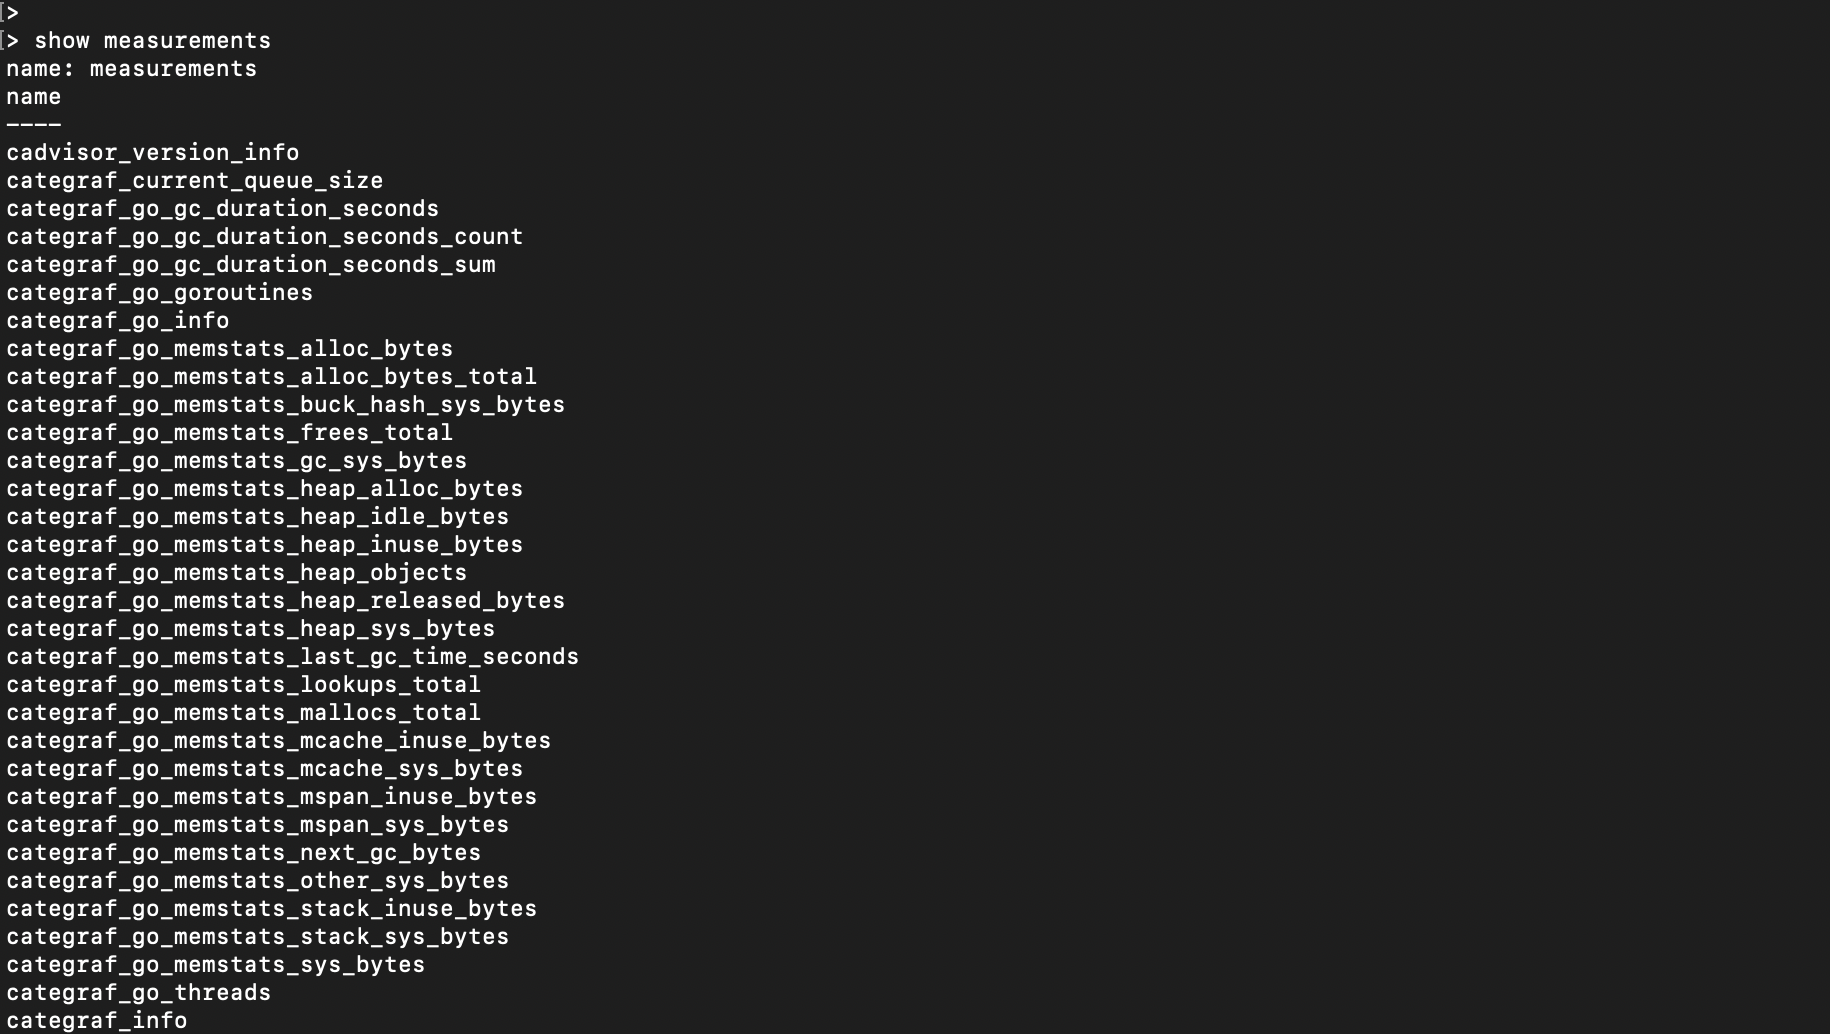 [>
[> show measurements
name: measurements
name
----
cadvisor_version_info
categraf_current_queue_size
categraf_go_gc_duration_seconds
categraf_go_gc_duration_seconds_count
categraf_go_gc_duration_seconds_sum
categraf_go_goroutines
categraf_go_info
categraf_go_memstats_alloc_bytes
categraf_go_memstats_alloc_bytes_total
categraf_go_memstats_buck_hash_sys_bytes
categraf_go_memstats_frees_total
categraf_go_memstats_gc_sys_bytes
categraf_go_memstats_heap_alloc_bytes
categraf_go_memstats_heap_idle_bytes
categraf_go_memstats_heap_inuse_bytes
categraf_go_memstats_heap_objects
categraf_go_memstats_heap_released_bytes
categraf_go_memstats_heap_sys_bytes
categraf_go_memstats_last_gc_time_seconds
categraf_go_memstats_lookups_total
categraf_go_memstats_mallocs_total
categraf_go_memstats_mcache_inuse_bytes
categraf_go_memstats_mcache_sys_bytes
categraf_go_memstats_mspan_inuse_bytes
categraf_go_memstats_mspan_sys_bytes
categraf_go_memstats_next_gc_bytes
categraf_go_memstats_other_sys_bytes
categraf_go_memstats_stack_inuse_bytes
categraf_go_memstats_stack_sys_bytes
categraf_go_memstats_sys_bytes
categraf_go_threads
categraf_info